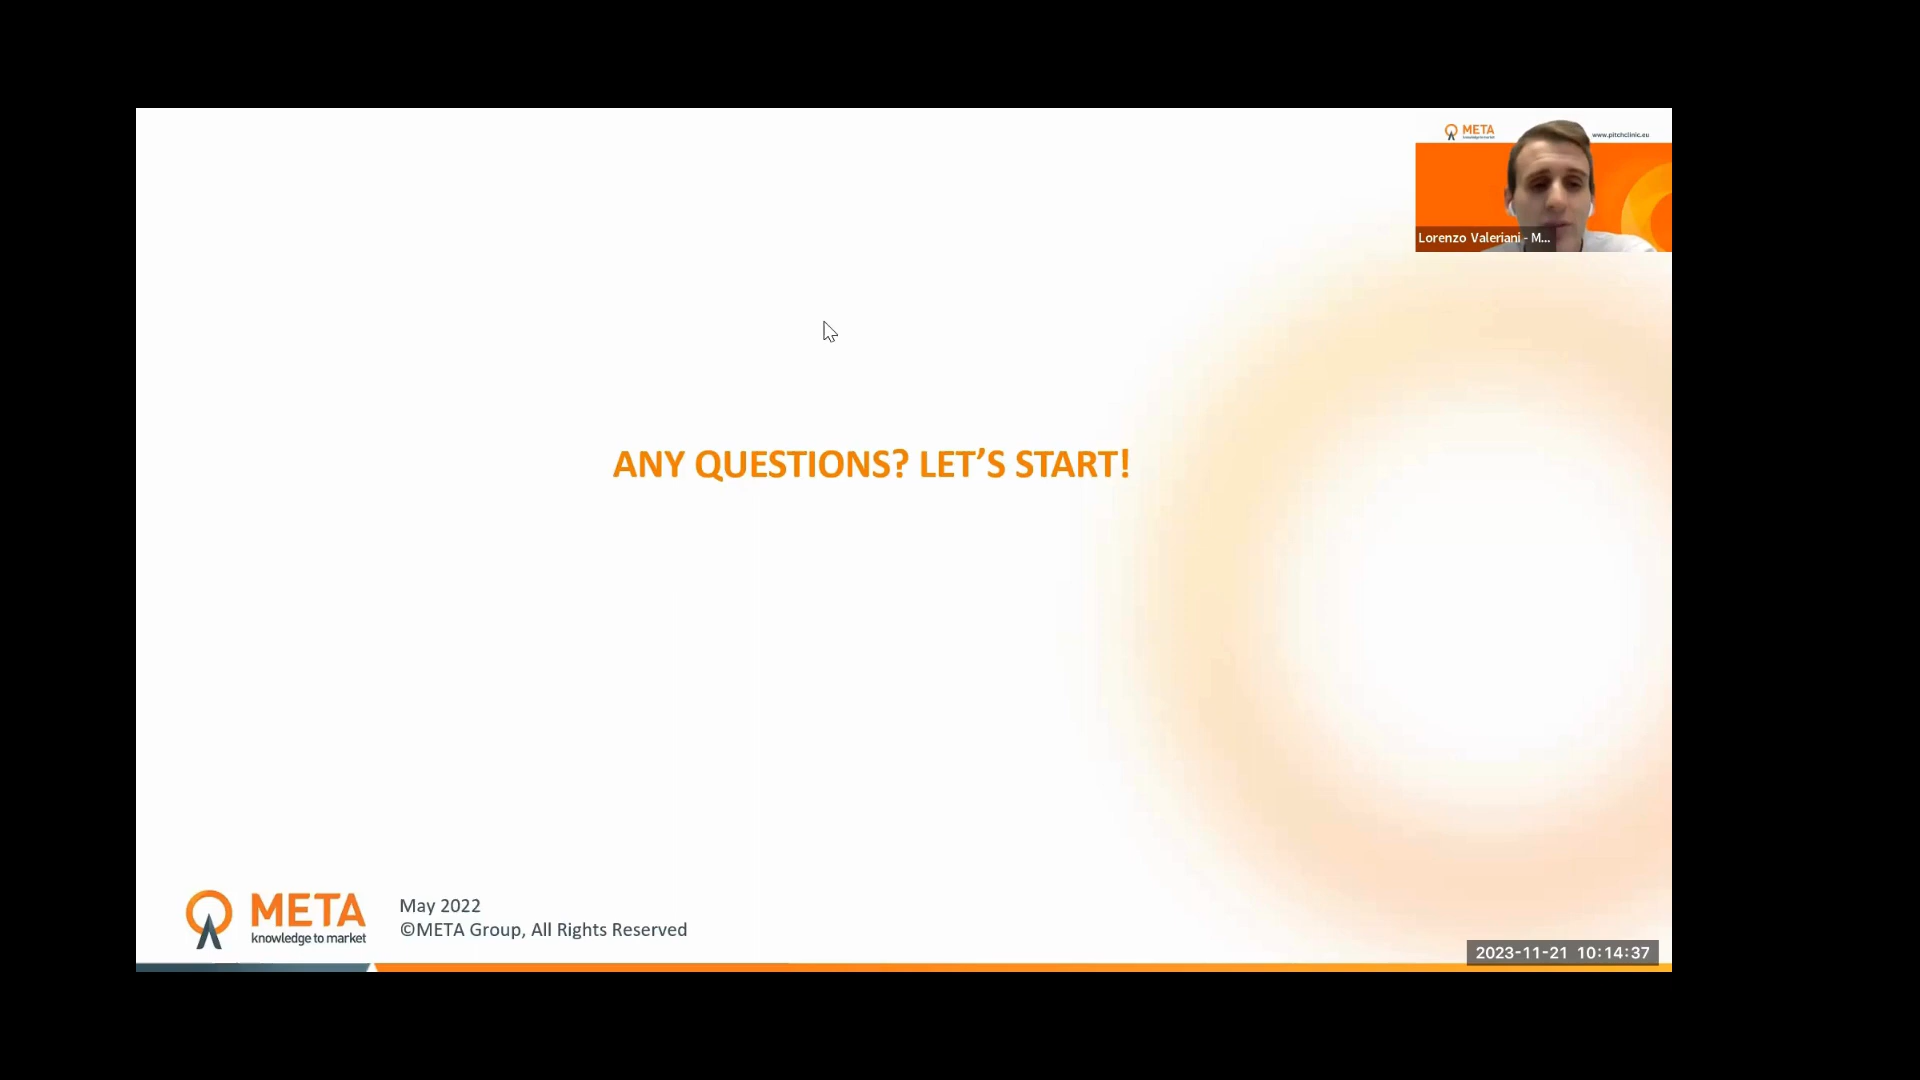 META
www.pitchclinic.eu
Lorenzo Valeriani - M...
ANY QUESTIONS? LET’S START!
META
knowledge to market
May 2022
©META Group, All Rights Reserved
2023-11-21 10:14:37